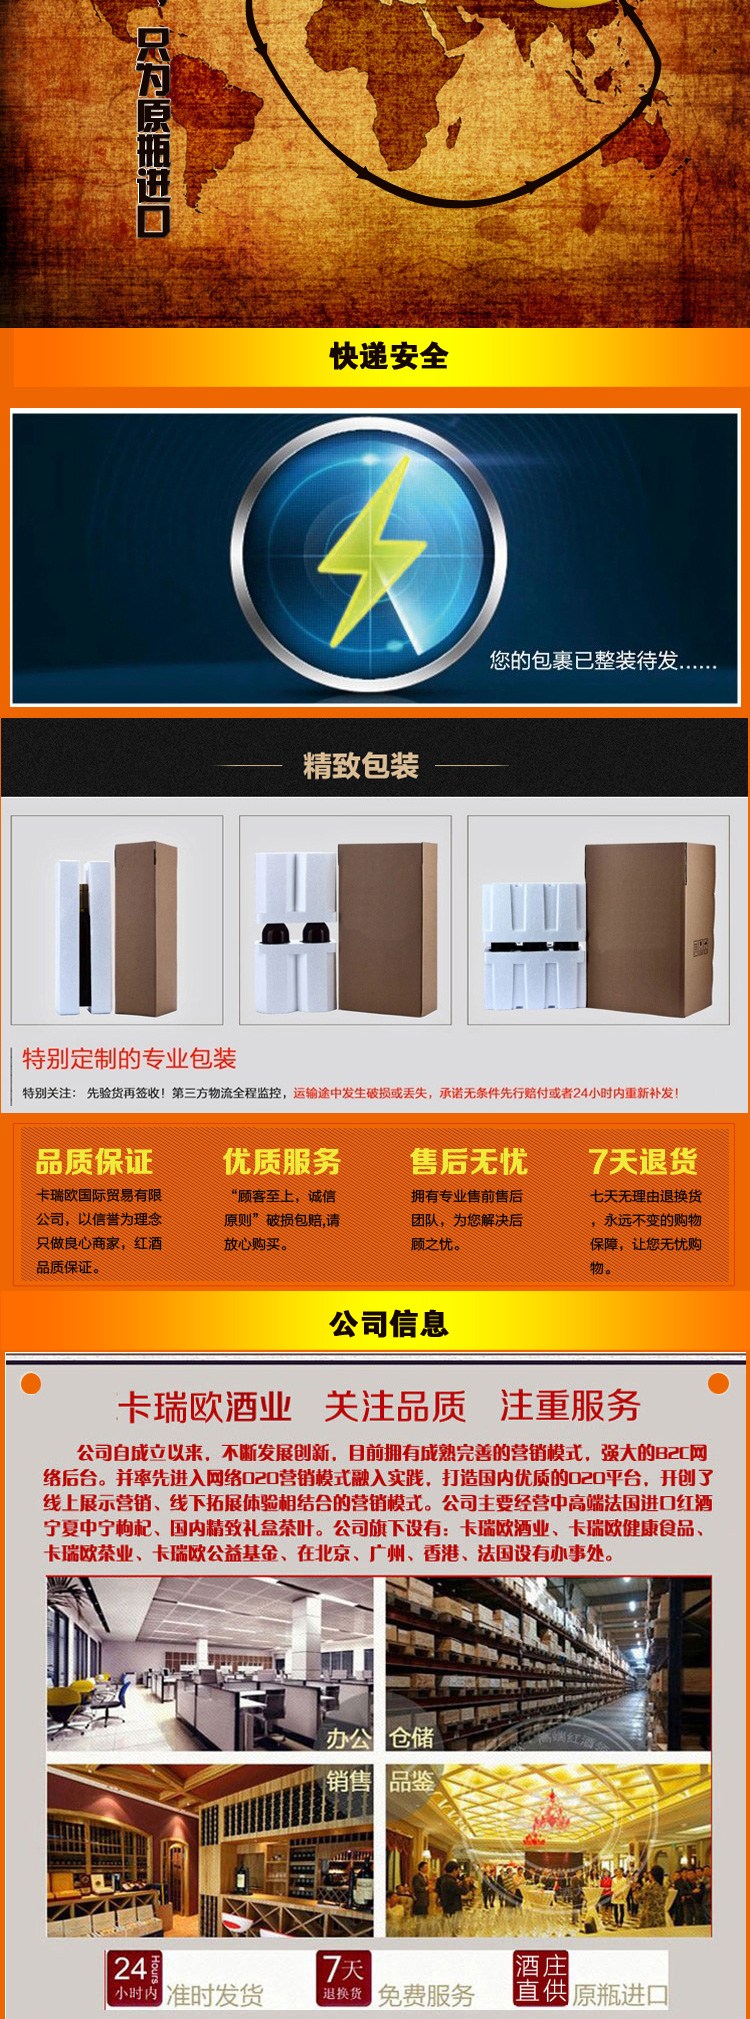 只为原瓶进口
快递安全
您的包裹已整装待发......
精致包装
特别定制的专业包装
特别关注： 先验货再签收！第三方物流全程监控，运输途中发生破损或丢失，承诺无条件先行赔付或者24小时内重新补发！
品质保证
卡瑞欧国际贸易有限
公司，以信誉为理念
只做良心商家，红酒
品质保证。
优质服务
“顾客至上，诚信
原则”破损包赔,请
放心购买。
售后无忧
拥有专业售前售后
团队，为您解决后
顾之忧。
7天退货
七天无理由退换货
，永远不变的购物
保障，让您无忧购
物。
公司信息
卡瑞欧酒业 关注品质 注重服务
公司自成立以来，不断发展创新，目前拥有成熟完善的营销模式，强大的B2C网
络后台。并率先进入网络O2O营销模式融入实践，打造国内优质的O2O平台，开创了
线上展示营销、线下拓展体验相结合的营销模式。公司主要经营中高端法国进口红酒
宁夏中宁枸杞、国内精致礼盒茶叶。公司旗下设有：卡瑞欧酒业、卡瑞欧健康食品、
卡瑞欧茶业、卡瑞欧公益基金、在北京、广州、香港、法国设有办事处。
办公
仓储
销售
品鉴
24 Hours
小时内
准时发货
7天
退换货
免费服务
酒庄
直供
原瓶进口